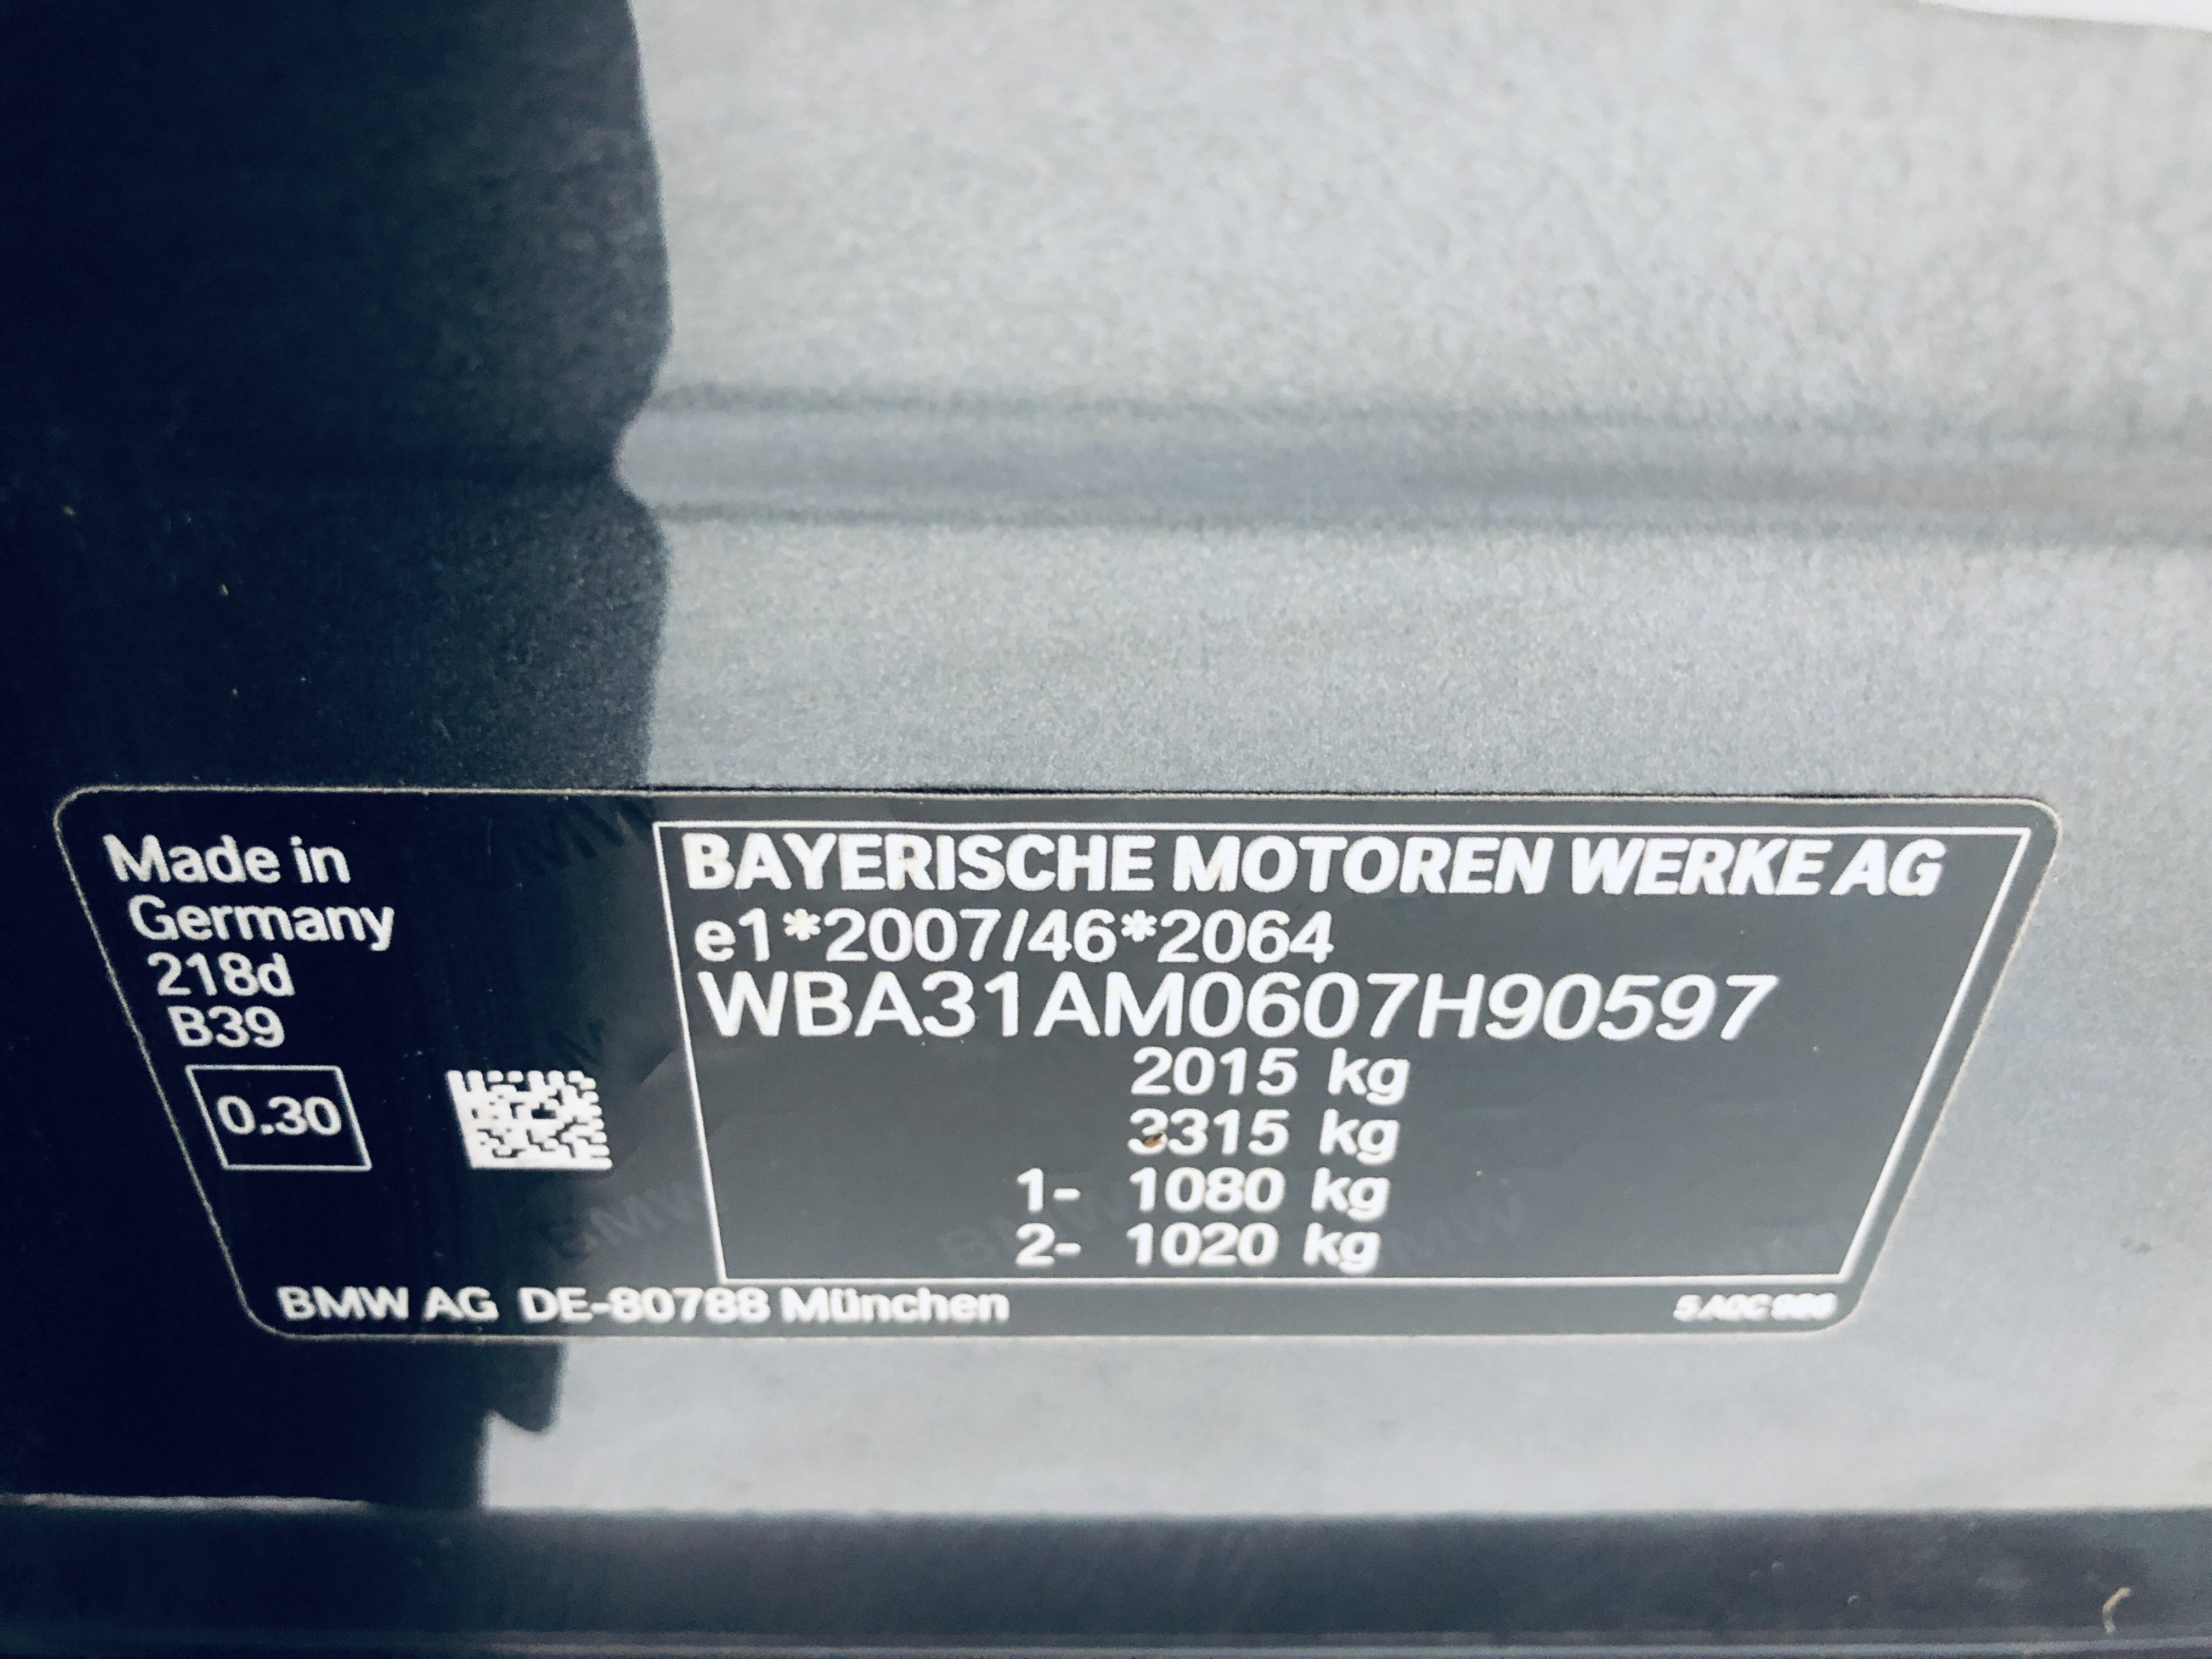 Made in
Germany
218d
B39
0.30
BAYERISCHE MOTOREN WERKE AG
e1*2007/46*2064
WBA31AM0607H90597
2015 kg
3315 kg
1- 1080 kg
2- 1020 kg
BMW AG DE-80788 München